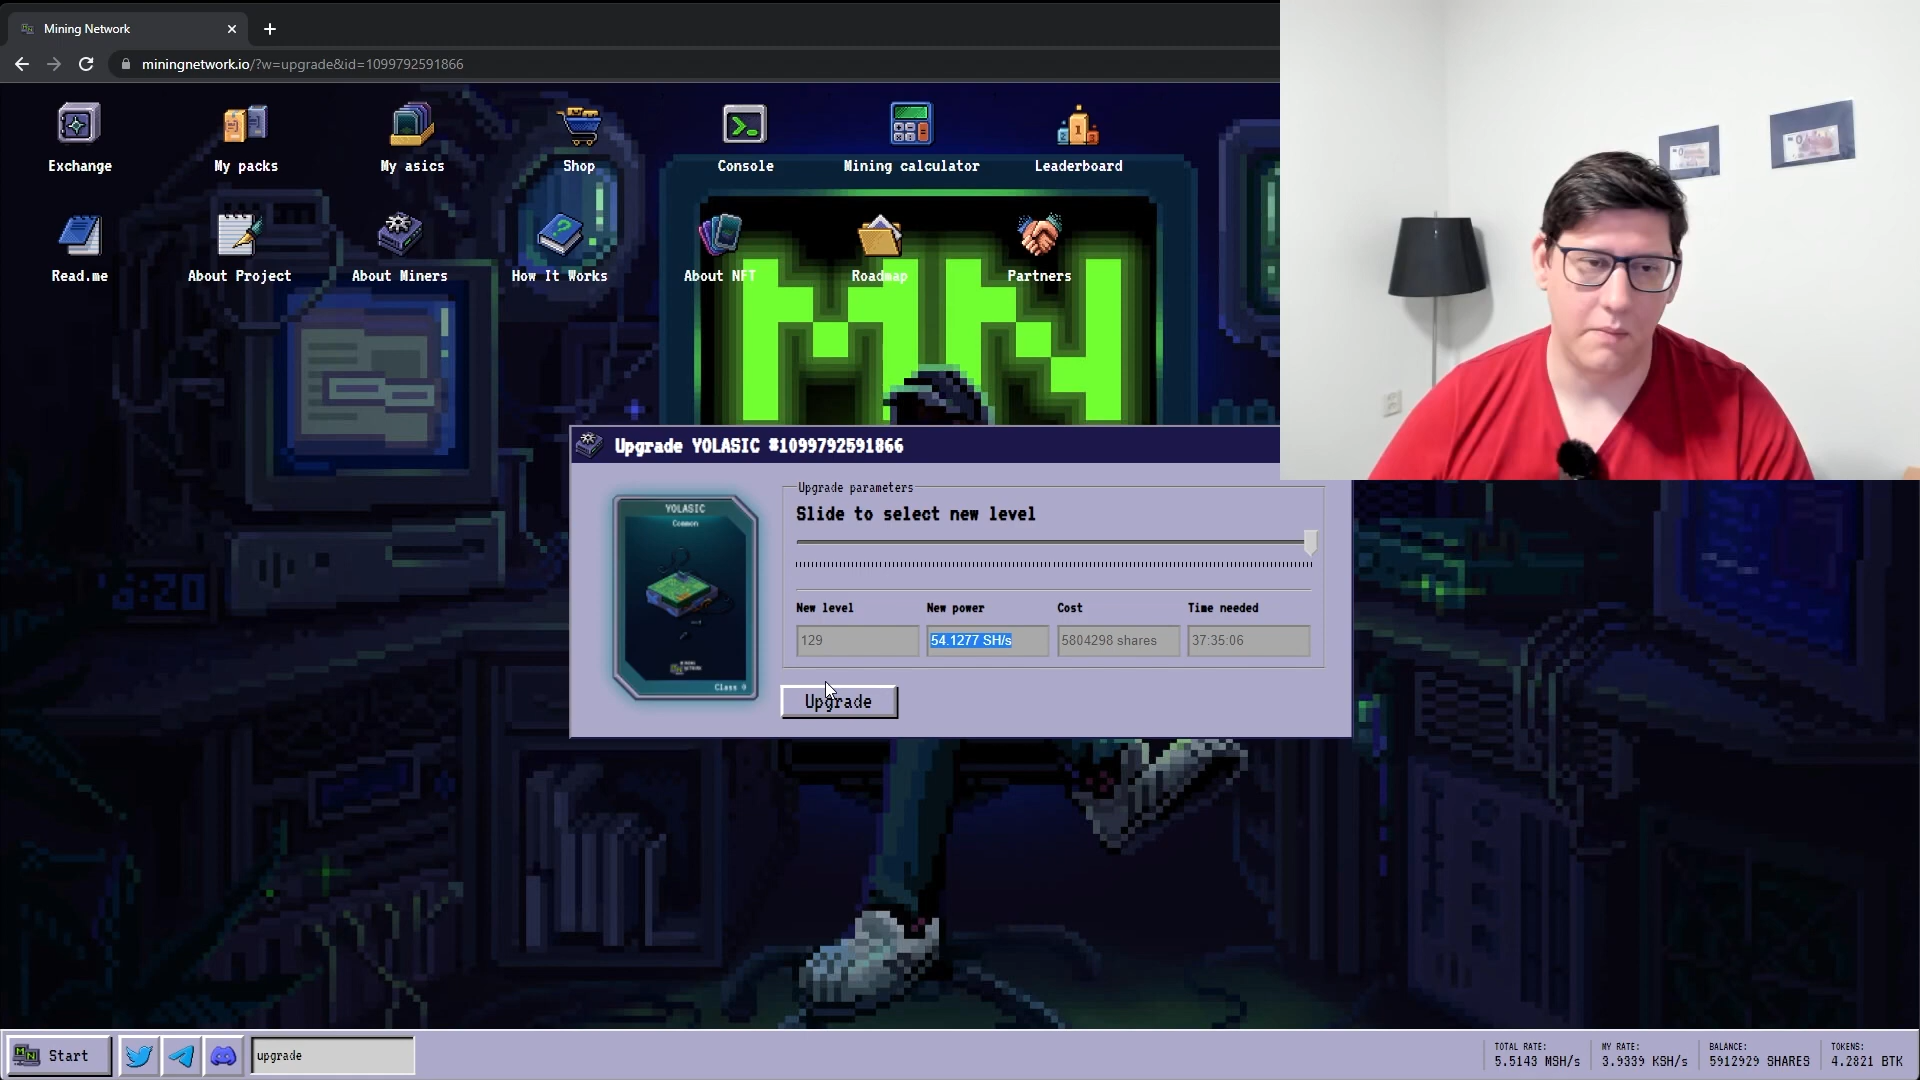 Mining Network
miningnetwork.io/?w=upgrade&id=1099792591866
Exchange
My packs
My asics
Shop
Console
Mining calculator
Leaderboard
Read.me
About Project
About Miners
How It Works
About NFT
Roadmap
Partners
MN
Upgrade YOLASIC #1099792591866
YOLASIC
Common
Class 0
Upgrade parameters
Slide to select new level
New level
New power
Cost
Time needed
129
54.1277 SH/s
5804298 shares
37:35:06
Upgrade
:20
Start
upgrade
TOTAL RATE:
5.5143 MSH/s
MY RATE:
3.9339 KSH/s
BALANCE:
5912929 SHARES
TOKENS:
4.2821 BTK